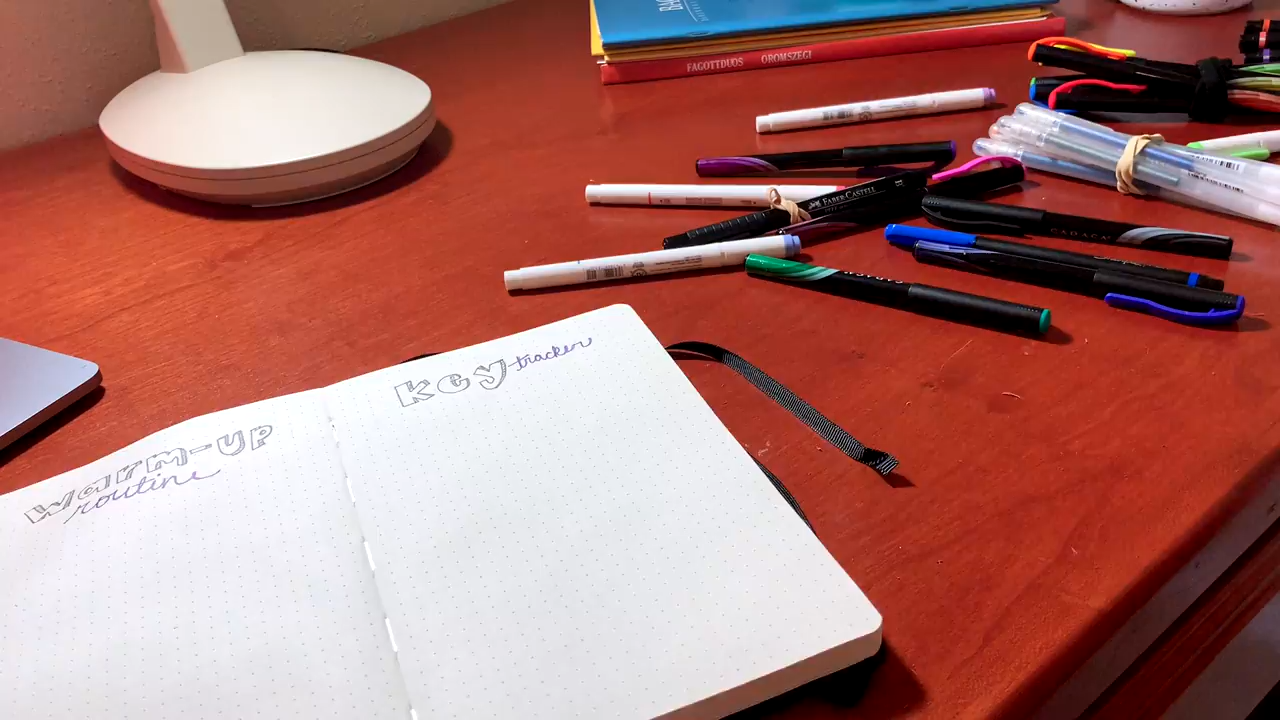 FAGOTTDUOS OROMSZEGI
FABER CASTELL
key tracker
warm-up
routine